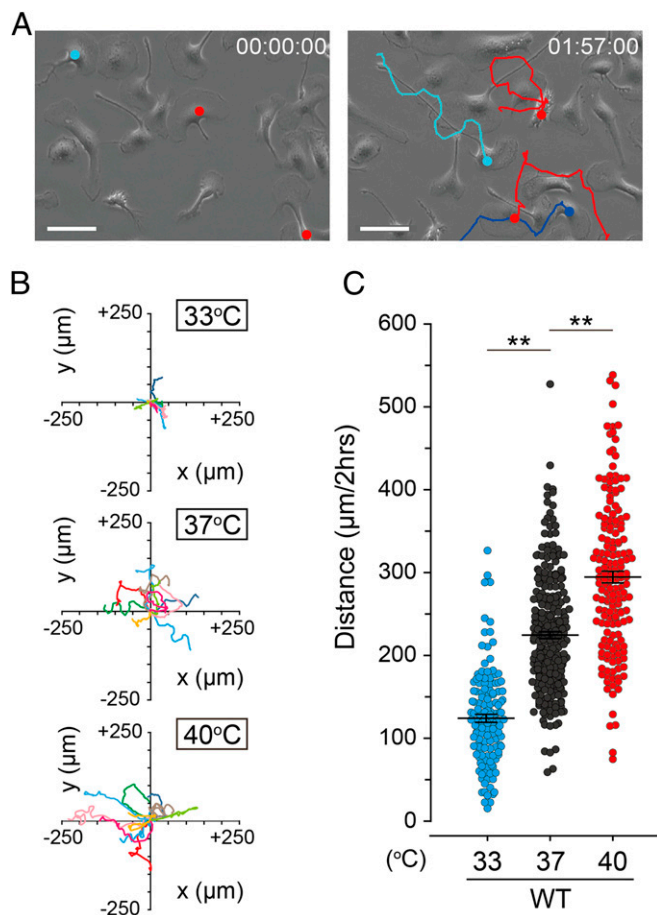 A
00:00:00
01:57:00
B
+250
33°C
y (µm)
-250
+250
x (µm)
-250
+250
37°C
y (µm)
-250
+250
x (µm)
-250
+250
40°C
y (µm)
-250
+250
x (µm)
-250
C
600
500
400
300
200
100
0
Distance (µm/2hrs)
**
**
(°C) 33 37 40
WT